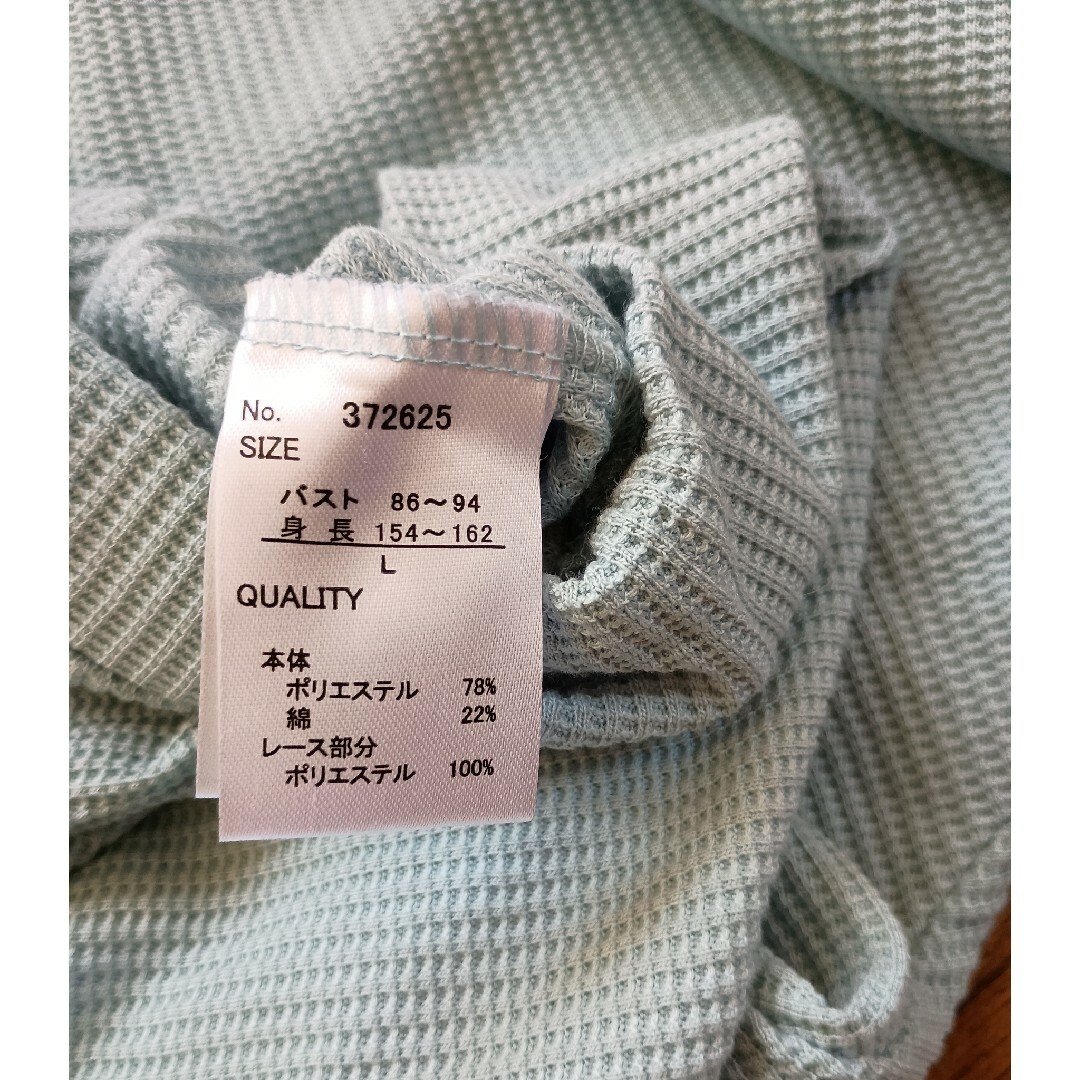 No. 372625
SIZE
バスト 86～94
身長 154～162
L
QUALITY
本体
ポリエステル 78%
綿 22%
レース部分
ポリエステル 100%